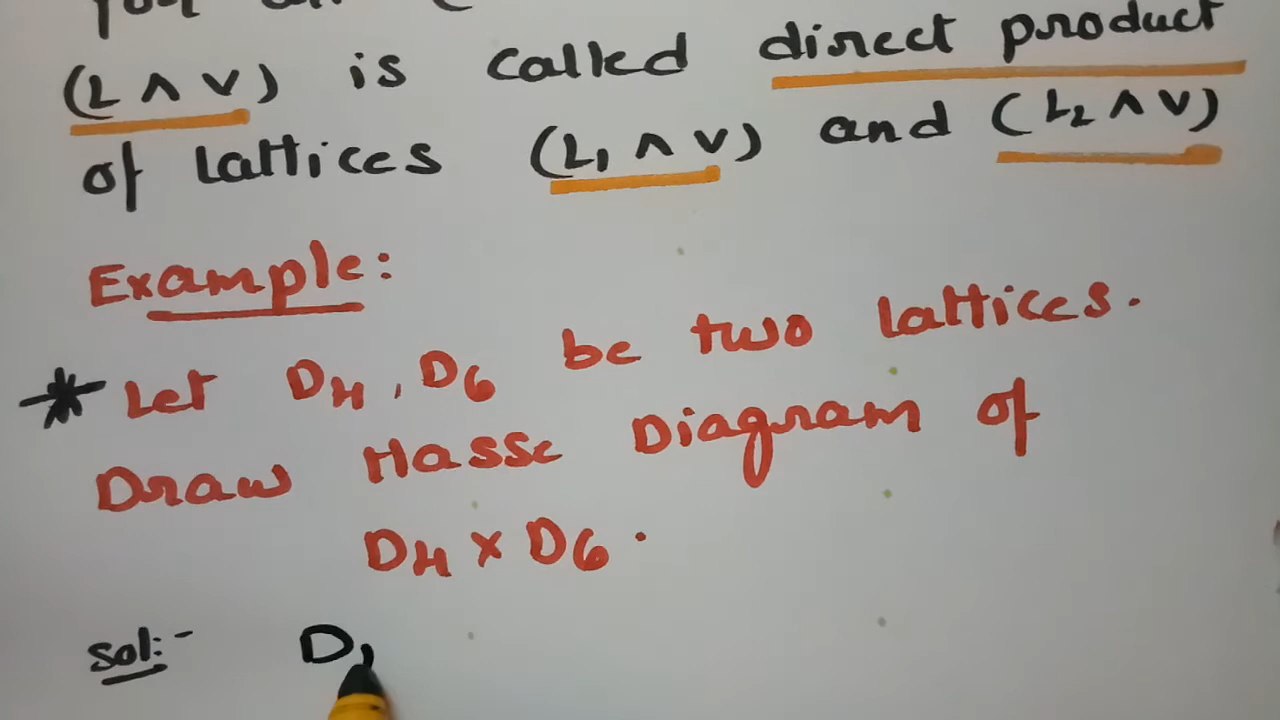 (L ∧ ∨) is called direct product
of lattices (L₁ ∧ ∨) and (L₂ ∧ ∨)
Example:
* Let D4, D6 be two lattices.
Draw Hasse Diagram of
D4 × D6.
Sol:- D